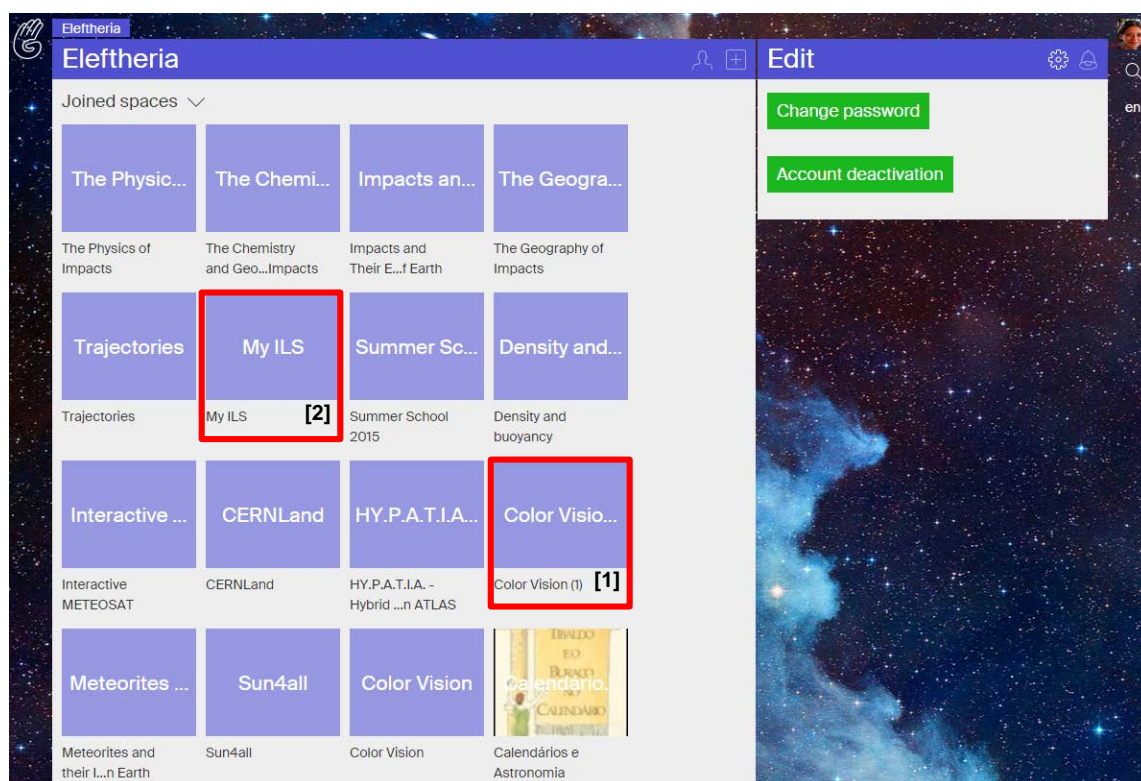 Eleftheria
Eleftheria
Edit
Joined spaces
Change password
en
Account deactivation
The Physic...
The Chemi...
Impacts an...
The Geogra...
The Physics of
Impacts
The Chemistry
and Geo...Impacts
Impacts and
Their E...f Earth
The Geography of
Impacts
Trajectories
My ILS
Summer Sc...
Density and...
Trajectories
My ILS
[2]
Summer School
2015
Density and
buoyancy
Interactive ...
CERNLand
HY.P.A.T.I.A...
Color Visio...
Interactive
METEOSAT
CERNLand
HY.P.A.T.I.A. -
Hybrid ...n ATLAS
Color Vision (1)
[1]
Meteorites ...
Sun4all
Color Vision
Calendário...
TIBALDO
E O
BURACO
NO
CALENDÁRIO
Meteorites and
their I...n Earth
Sun4all
Color Vision
Calendários e
Astronomia